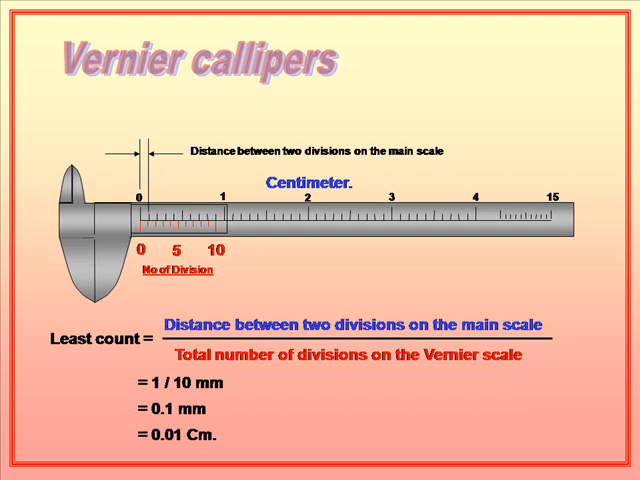 Vernier callipers
Distance between two divisions on the main scale
Centimeter.
0 1 2 3 4 15
0 5 10
No of Division
Distance between two divisions on the main scale
Least count =
Total number of divisions on the Vernier scale
= 1 / 10 mm
= 0.1 mm
= 0.01 Cm.